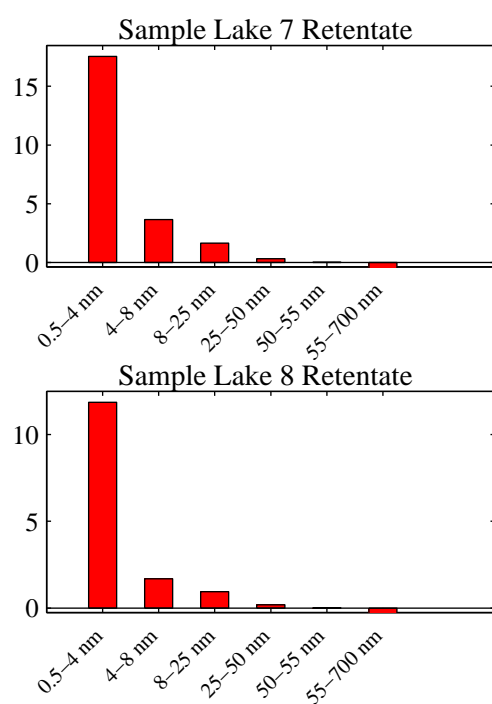 Sample Lake 7 Retentate
15
10
5
0
0.5–4 nm
4–8 nm
8–25 nm
25–50 nm
50–55 nm
55–700 nm
Sample Lake 8 Retentate
10
5
0
0.5–4 nm
4–8 nm
8–25 nm
25–50 nm
50–55 nm
55–700 nm